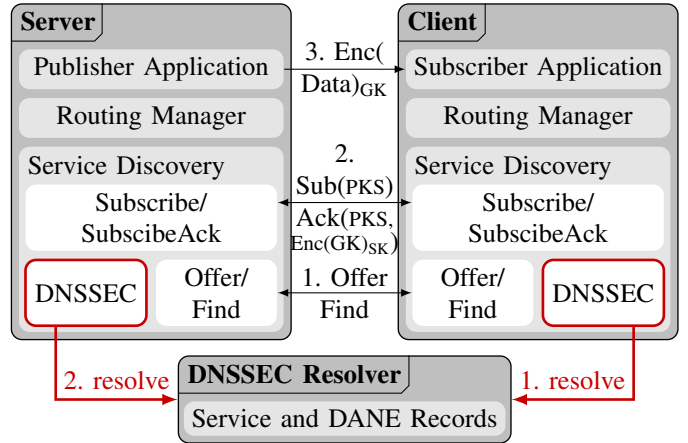 Server
Publisher Application
Routing Manager
Service Discovery
Subscribe/
SubscibeAck
DNSSEC
Offer/
Find
3. Enc(
Data)GK
2.
Sub(PKS)
Ack(PKS,
Enc(GK)SK)
1. Offer
Find
Client
Subscriber Application
Routing Manager
Service Discovery
Subscribe/
SubscibeAck
Offer/
Find
DNSSEC
2. resolve
1. resolve
DNSSEC Resolver
Service and DANE Records